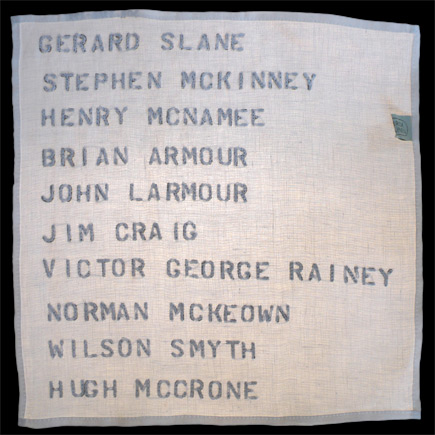 GERARD SLANE
STEPHEN MCKINNEY
HENRY MCNAMEE
BRIAN ARMOUR
JOHN LARMOUR
JIM CRAIG
VICTOR GEORGE RAINEY
NORMAN MCKEOWN
WILSON SMYTH
HUGH MCCRONE